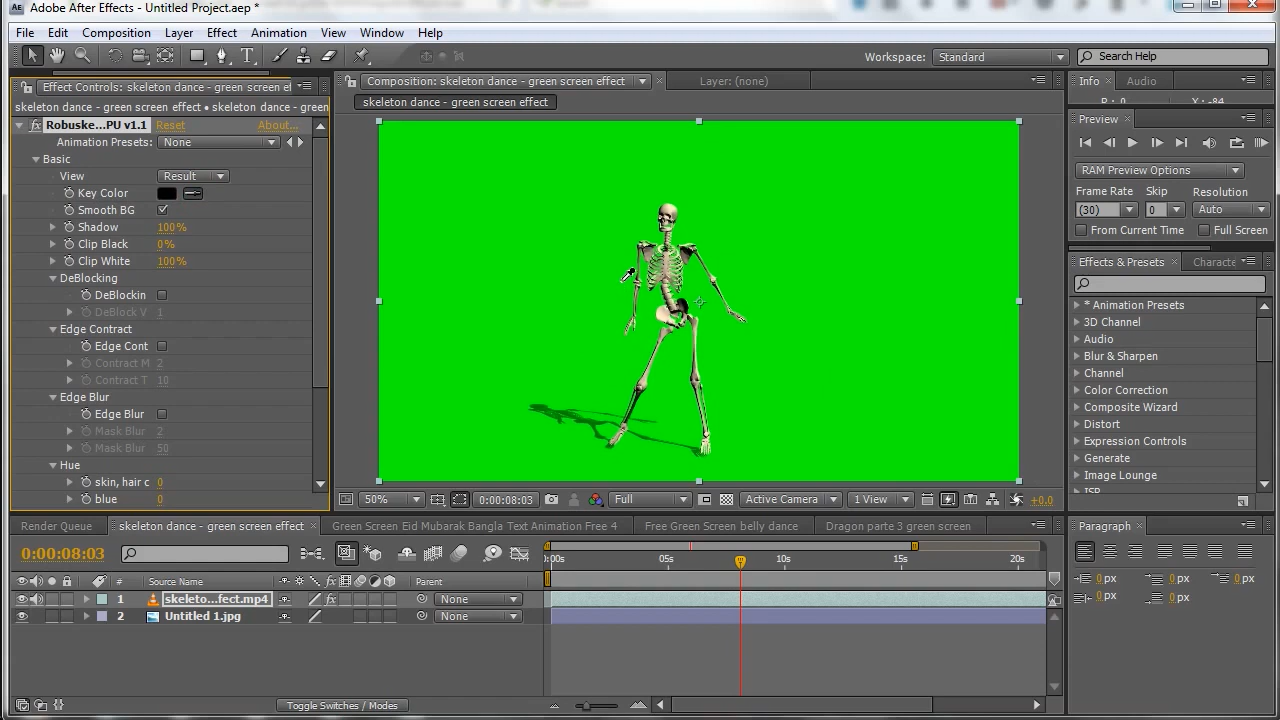 Ae Adobe After Effects - Untitled Project.aep *
File Edit Composition Layer Effect Animation View Window Help
Workspace: Standard Search Help
Effect Controls: skeleton dance - green screen el
skeleton dance - green screen effect • skeleton dance - green
fx Robuske...PU v1.1 Reset About...
Animation Presets: None
Basic
View Result
Key Color
Smooth BG
Shadow 100%
Clip Black 0%
Clip White 100%
DeBlocking
DeBlockin
DeBlock V 1
Edge Contract
Edge Cont
Contract M 2
Contract T 10
Edge Blur
Edge Blur
Mask Blur 2
Mask Blur 50
Hue
skin, hair c 0
blue 0
Composition: skeleton dance - green screen effect Layer: (none)
skeleton dance - green screen effect
50% 0:00:08:03 Full Active Camera 1 View +0.0
Info Audio
Y: -84
Preview
RAM Preview Options
Frame Rate Skip Resolution
(30) 0 Auto
From Current Time Full Screen
Effects & Presets Characte
* Animation Presets
3D Channel
Audio
Blur & Sharpen
Channel
Color Correction
Composite Wizard
Distort
Expression Controls
Generate
Image Lounge
ISP
Render Queue skeleton dance - green screen effect Green Screen Eid Mubarak Bangla Text Animation Free 4 Free Green Screen belly dance Dragon parte 3 green screen
0:00:08:03
:00s 05s 10s 15s 20s
# Source Name fx Parent
1 skeleto...fect.mp4 fx None
2 Untitled 1.jpg None
Toggle Switches / Modes
Paragraph
0 px 0 px 0 px
0 px 0 px